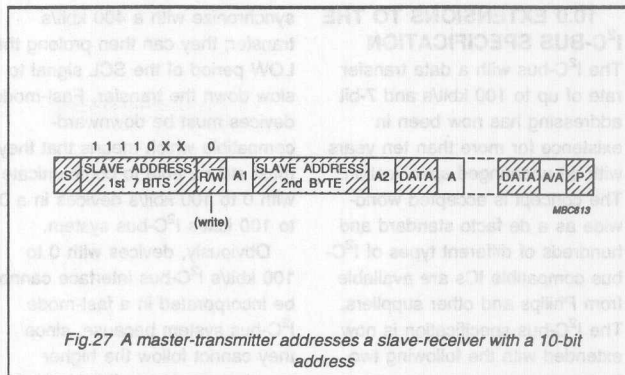 10.0 EXTENSIONS TO THE
I²C-BUS SPECIFICATION
The I²C-bus with a data transfer
rate of up to 100 kbit/s and 7-bit
addressing has now been in
existence for more than ten years
with
The concept is accepted world-
wise as a de facto standard and
hundreds of different types of I²C-
bus compatible ICs are available
from Philips and other suppliers.
The I²C-bus specification is now
extended with the following two
synchronize with a 400 kbit/s
transfer; they can then prolong the
LOW period of the SCL signal to
slow down the transfer. Fast-mode
devices must be downward-
compatible that they
with 0 to 100 kbit/s devices in a 0
to 100 I²C-bus system.
Obviously, devices with 0 to
100 kbit/s I²C-bus interface cannot
be incorporated in a fast-mode
I²C-bus system because, since
they cannot follow the higher
1 1 1 1 0 X X 0
S SLAVE ADDRESS 1st 7 BITS R/W̅ A1 SLAVE ADDRESS 2nd BYTE A2 DATA A DATA A/A̅ P
(write)
MBC613
Fig.27 A master-transmitter addresses a slave-receiver with a 10-bit
address